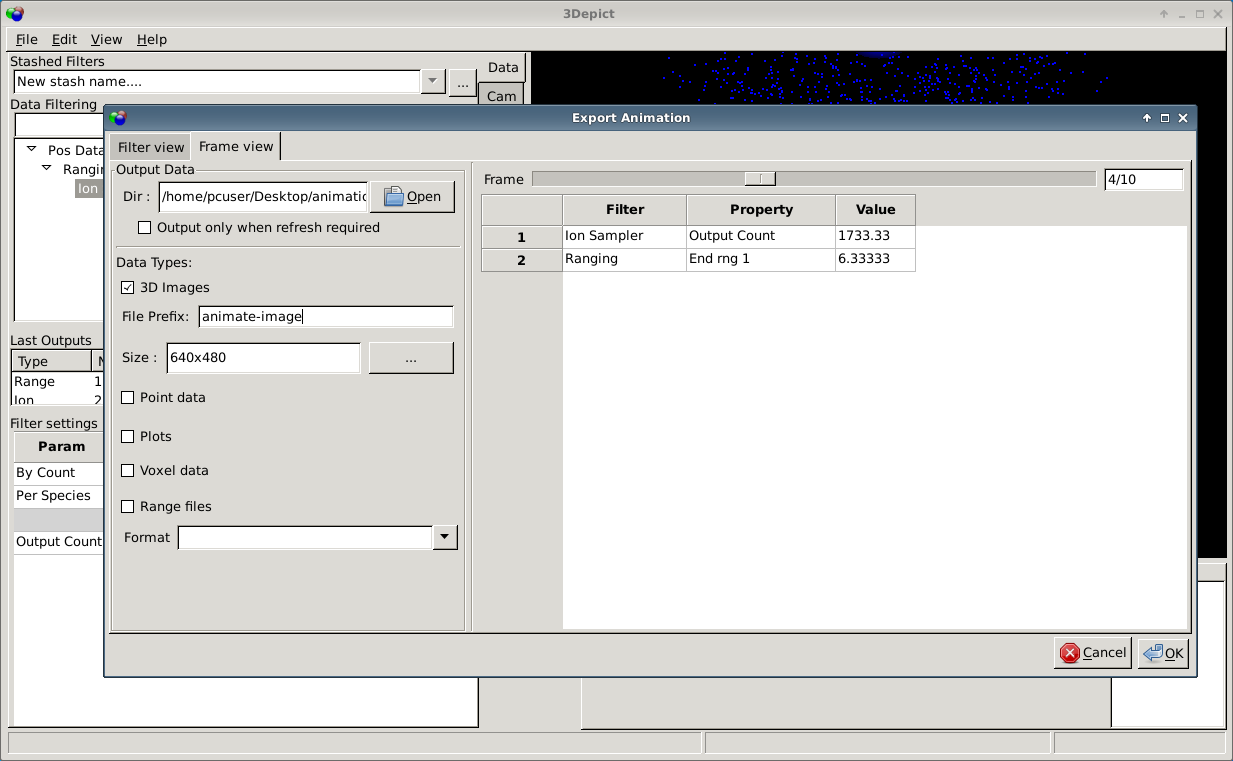 3Depict
File Edit View Help
Stashed Filters
New stash name....
...
Data
Cam
Data Filtering
Pos Data
Ion
Export Animation
Filter view
Frame view
Output Data
Dir :
/home/pcuser/Desktop/animatic
Open
Output only when refresh required
Data Types:
3D Images
File Prefix:
animate-image
Size :
640x480
...
Point data
Plots
Voxel data
Range files
Format
Frame
4/10
Filter Property Value
1 Ion Sampler Output Count 1733.33
2 Ranging End rng 1 6.33333
Cancel
OK
Last Outputs
Type
Range 1
Ion 2
Filter settings
Param
By Count
Per Species
Output Count